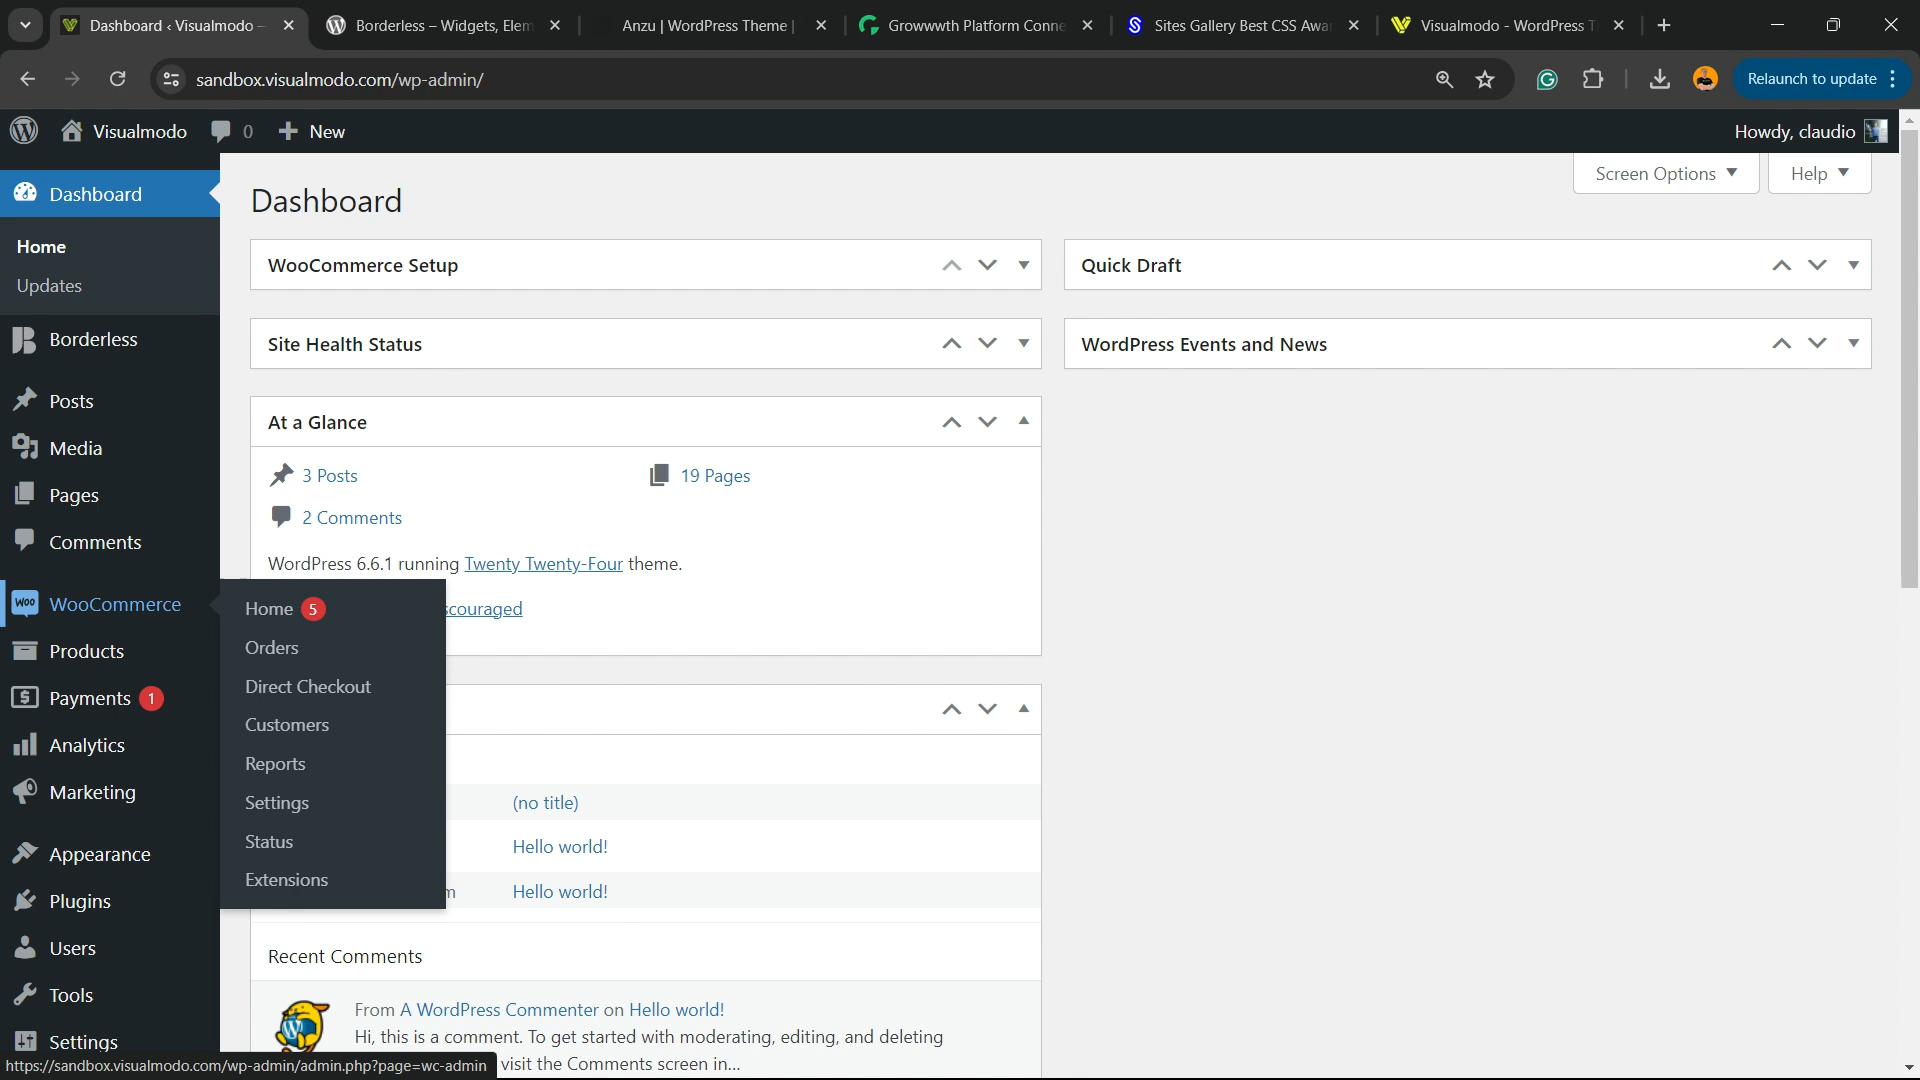 Dashboard ‹ Visualmodo –
Borderless – Widgets, Elem
Anzu | WordPress Theme |
Growwwth Platform Conne
Sites Gallery Best CSS Awa
Visualmodo - WordPress T
sandbox.visualmodo.com/wp-admin/
Relaunch to update
Visualmodo
0
New
Howdy, claudio
Screen Options
Help
Dashboard
Home
Updates
Borderless
Posts
Media
Pages
Comments
WooCommerce
Products
Payments 1
Analytics
Marketing
Appearance
Plugins
Users
Tools
Settings
Home 5
Orders
Direct Checkout
Customers
Reports
Settings
Status
Extensions
Dashboard
WooCommerce Setup
Site Health Status
At a Glance
3 Posts
19 Pages
2 Comments
WordPress 6.6.1 running Twenty Twenty-Four theme.
scouraged
(no title)
Hello world!
m
Hello world!
Recent Comments
From A WordPress Commenter on Hello world!
Hi, this is a comment. To get started with moderating, editing, and deleting
visit the Comments screen in...
Quick Draft
WordPress Events and News
https://sandbox.visualmodo.com/wp-admin/admin.php?page=wc-admin